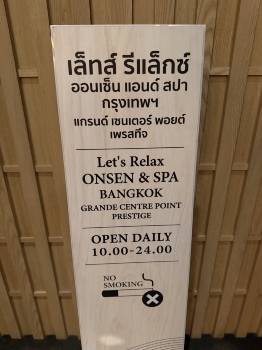 เล็ทส์ รีแล็กซ์
ออนเซ็น แอนด์ สปา
กรุงเทพฯ
แกรนด์ เซนเตอร์ พอยต์
เพรสทีจ
Let's Relax
ONSEN & SPA
BANGKOK
GRANDE CENTRE POINT
PRESTIGE
OPEN DAILY
10.00-24.00
NO
SMOKING